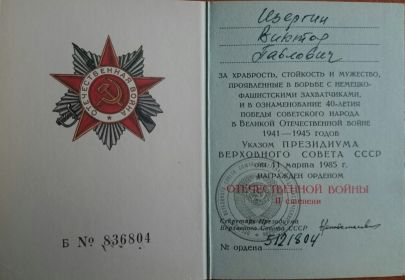 ОТЕЧЕСТВЕННАЯ ВОЙНА
Б № 836804
Изергин
Виктор
Павлович
ЗА ХРАБРОСТЬ, СТОЙКОСТЬ И МУЖЕСТВО,
ПРОЯВЛЕННЫЕ В БОРЬБЕ С НЕМЕЦКО-
ФАШИСТСКИМИ ЗАХВАТЧИКАМИ,
И В ОЗНАМЕНОВАНИЕ 40-ЛЕТИЯ
ПОБЕДЫ СОВЕТСКОГО НАРОДА
В ВЕЛИКОЙ ОТЕЧЕСТВЕННОЙ ВОЙНЕ
1941—1945 ГОДОВ
УКАЗОМ ПРЕЗИДИУМА
ВЕРХОВНОГО СОВЕТА СССР
от 11 марта 1985 г.
НАГРАЖДЕН ОРДЕНОМ
ОТЕЧЕСТВЕННОЙ ВОЙНЫ
II степени
Секретарь Президиума
Верховного Совета СССР
№ ордена 5121804